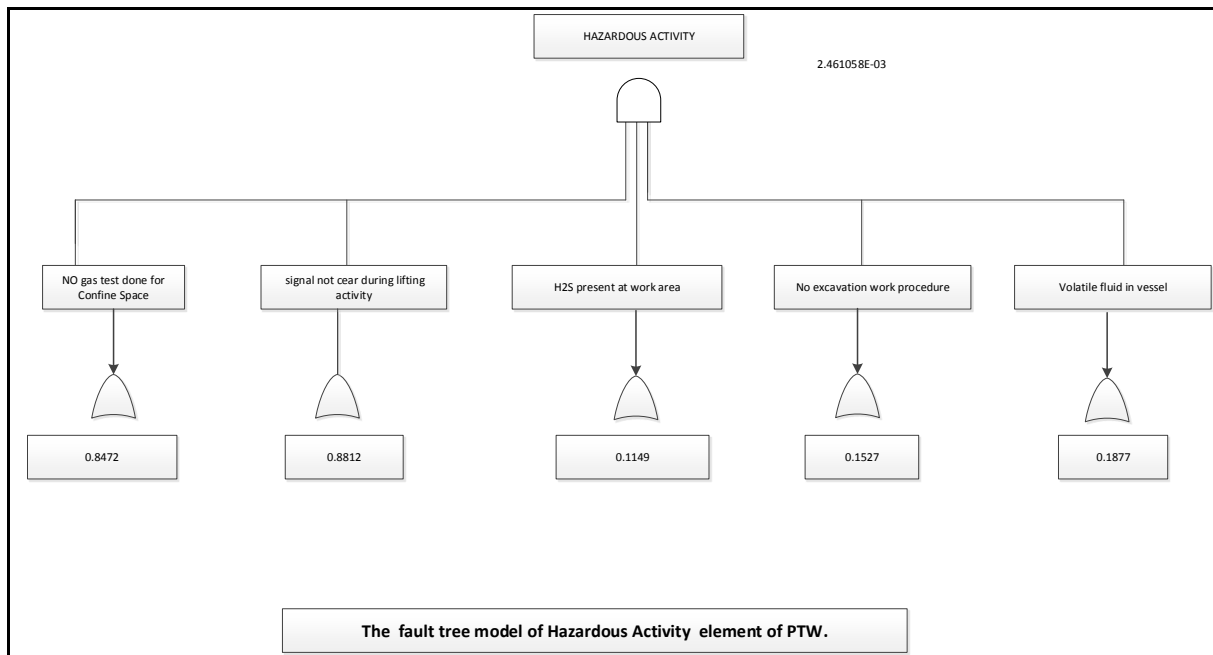 HAZARDOUS ACTIVITY
2.461058E-03
NO gas test done for
Confine Space
signal not cear during lifting
activity
H2S present at work area
No excavation work procedure
Volatile fluid in vessel
0.8472
0.8812
0.1149
0.1527
0.1877
The fault tree model of Hazardous Activity element of PTW.